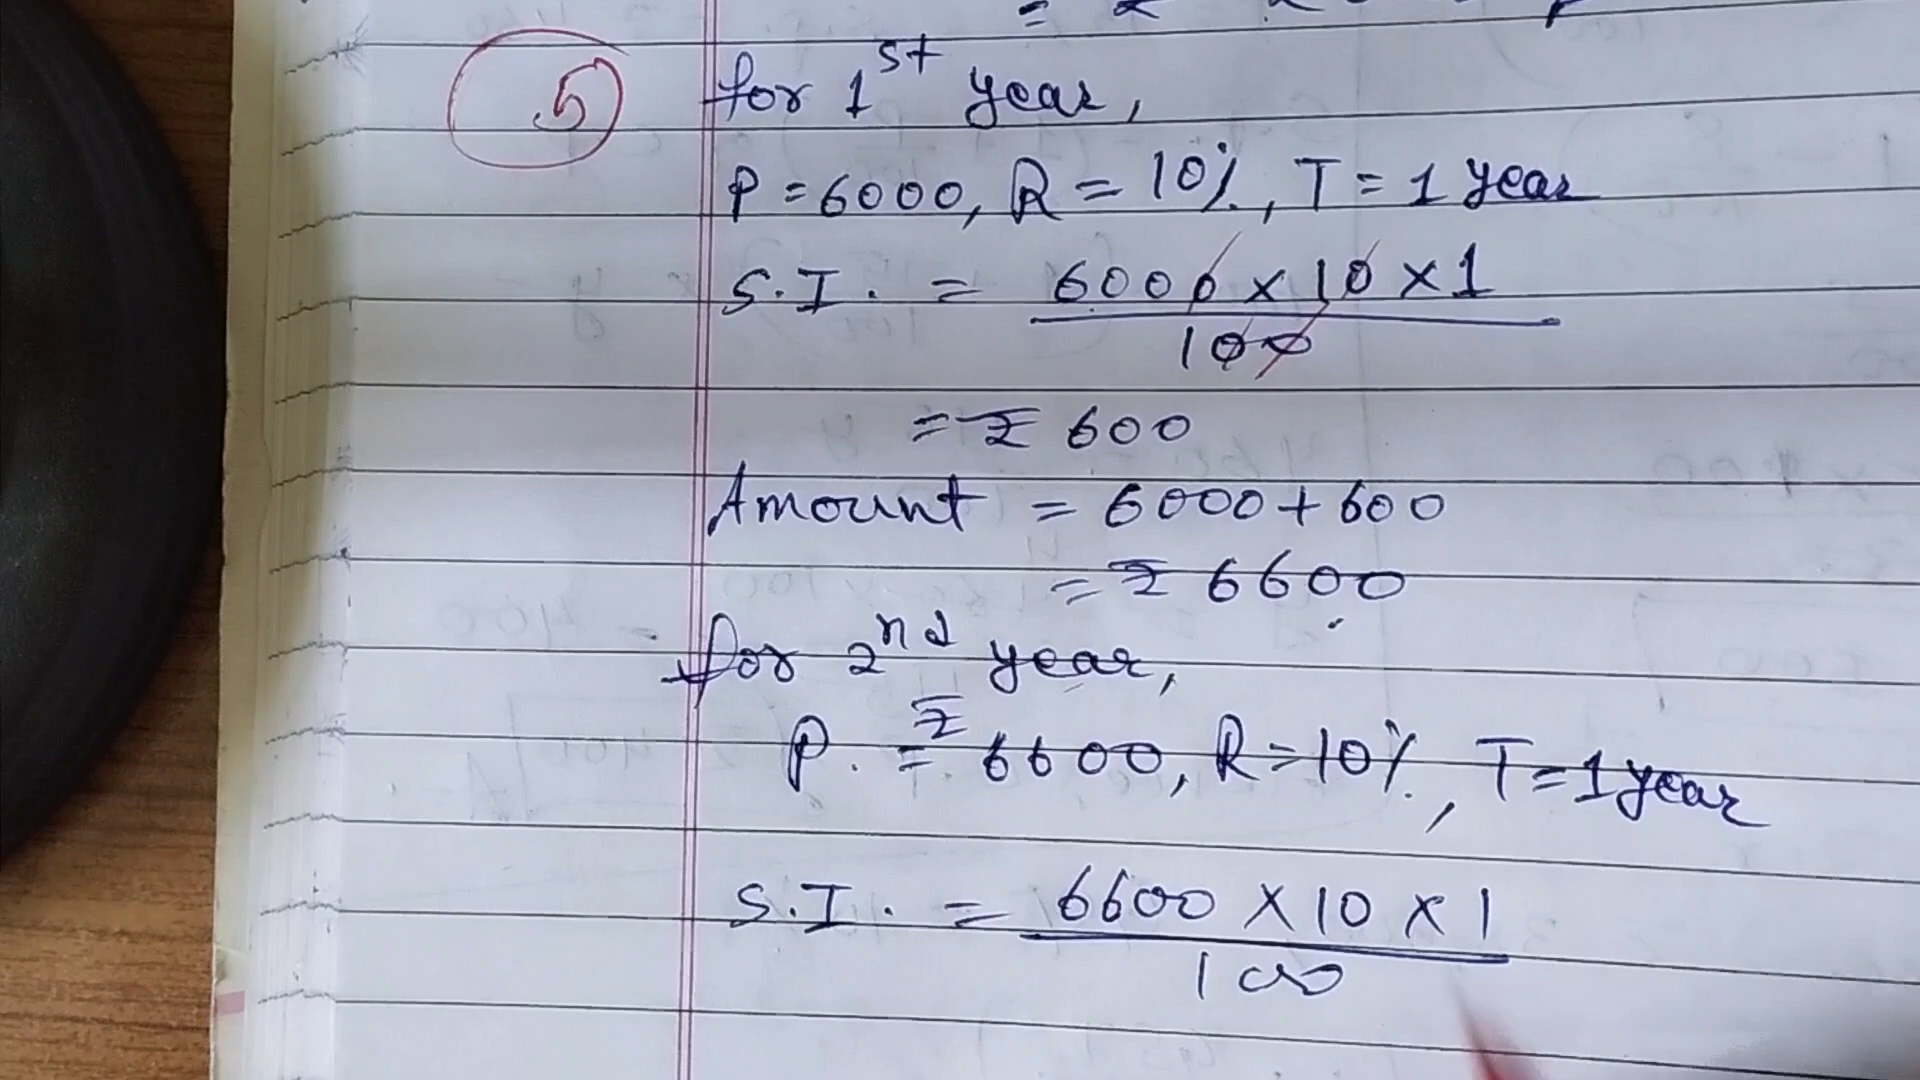 5
for 1st year,
P = 6000, R = 10%, T = 1 year
S.I. = 6000 x 10 x 1
100
= ₹ 600
Amount = 6000 + 600
= ₹ 6600
for 2nd year,
P. = ₹ 6600, R = 10%, T = 1 year
S.I. = 6600 x 10 x 1
100